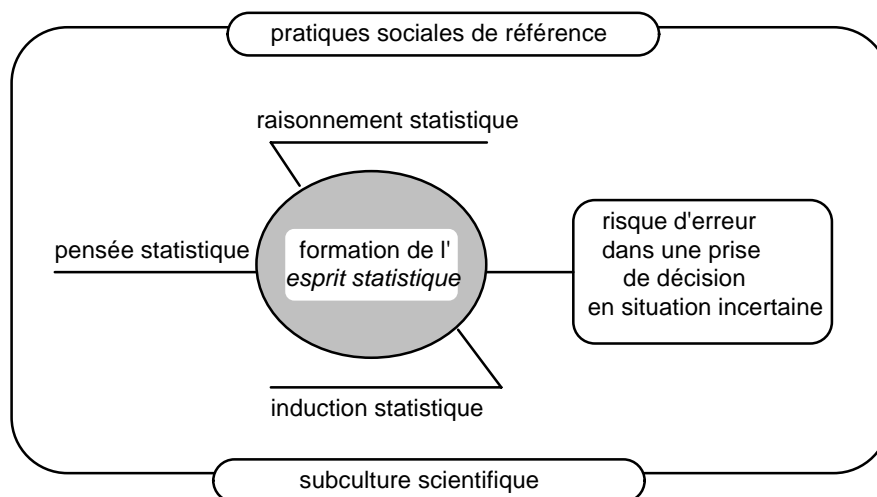 pratiques sociales de référence
raisonnement statistique
pensée statistique
formation de l'
esprit statistique
risque d'erreur
dans une prise
de décision
en situation incertaine
induction statistique
subculture scientifique